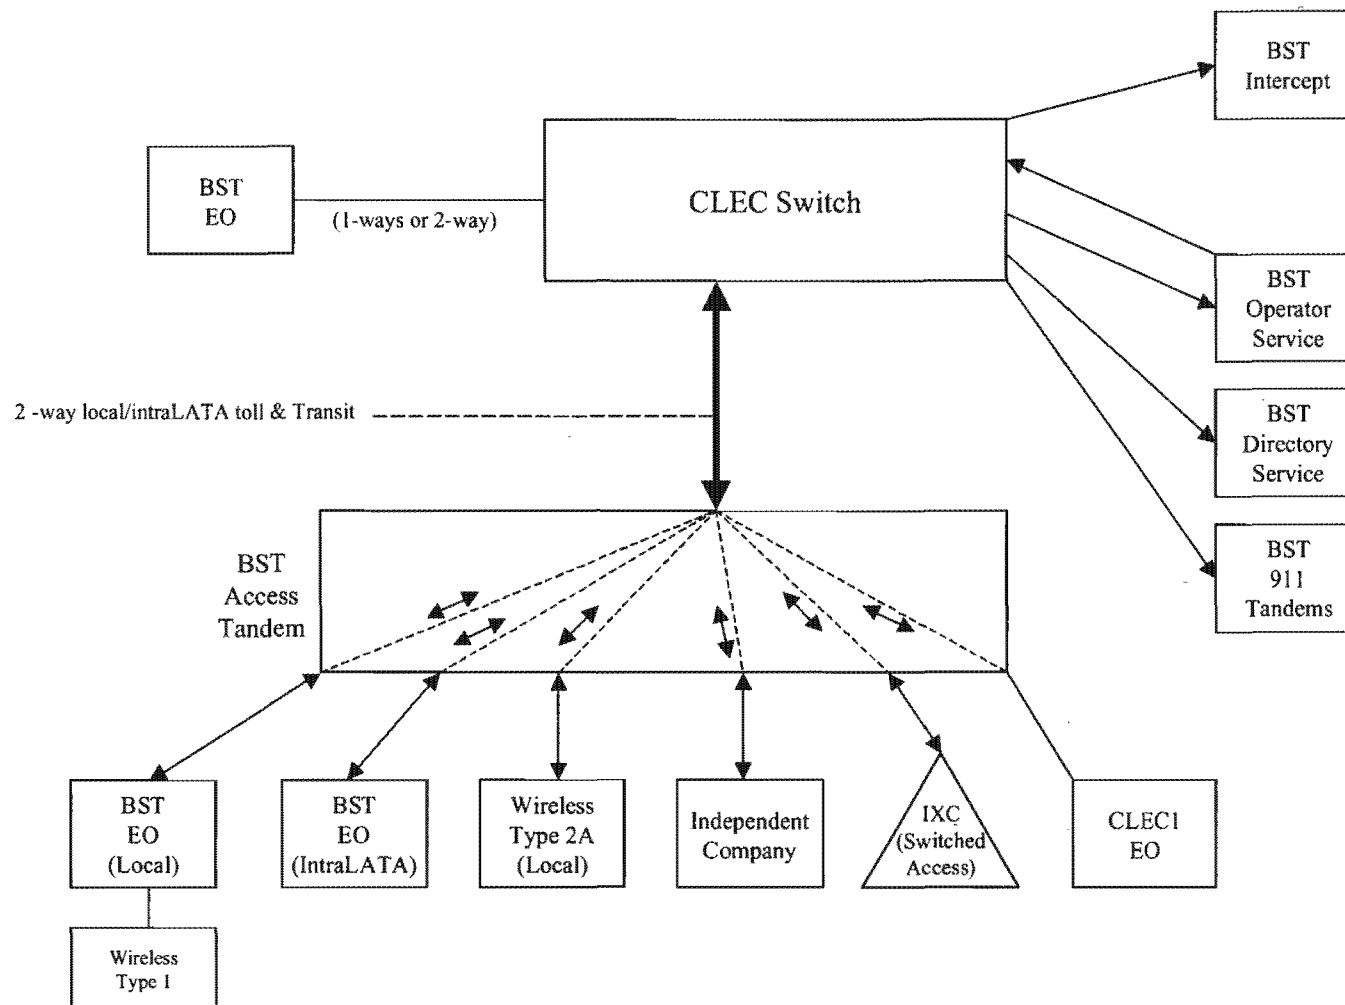 BST
Intercept
BST
EO
(1-ways or 2-way)
CLEC Switch
BST
Operator
Service
2 -way local/intraLATA toll & Transit
BST
Directory
Service
BST
Access
Tandem
BST
911
Tandems
BST
EO
(Local)
BST
EO
(IntraLATA)
Wireless
Type 2A
(Local)
Independent
Company
IXC
(Switched
Access)
CLEC1
EO
Wireless
Type 1